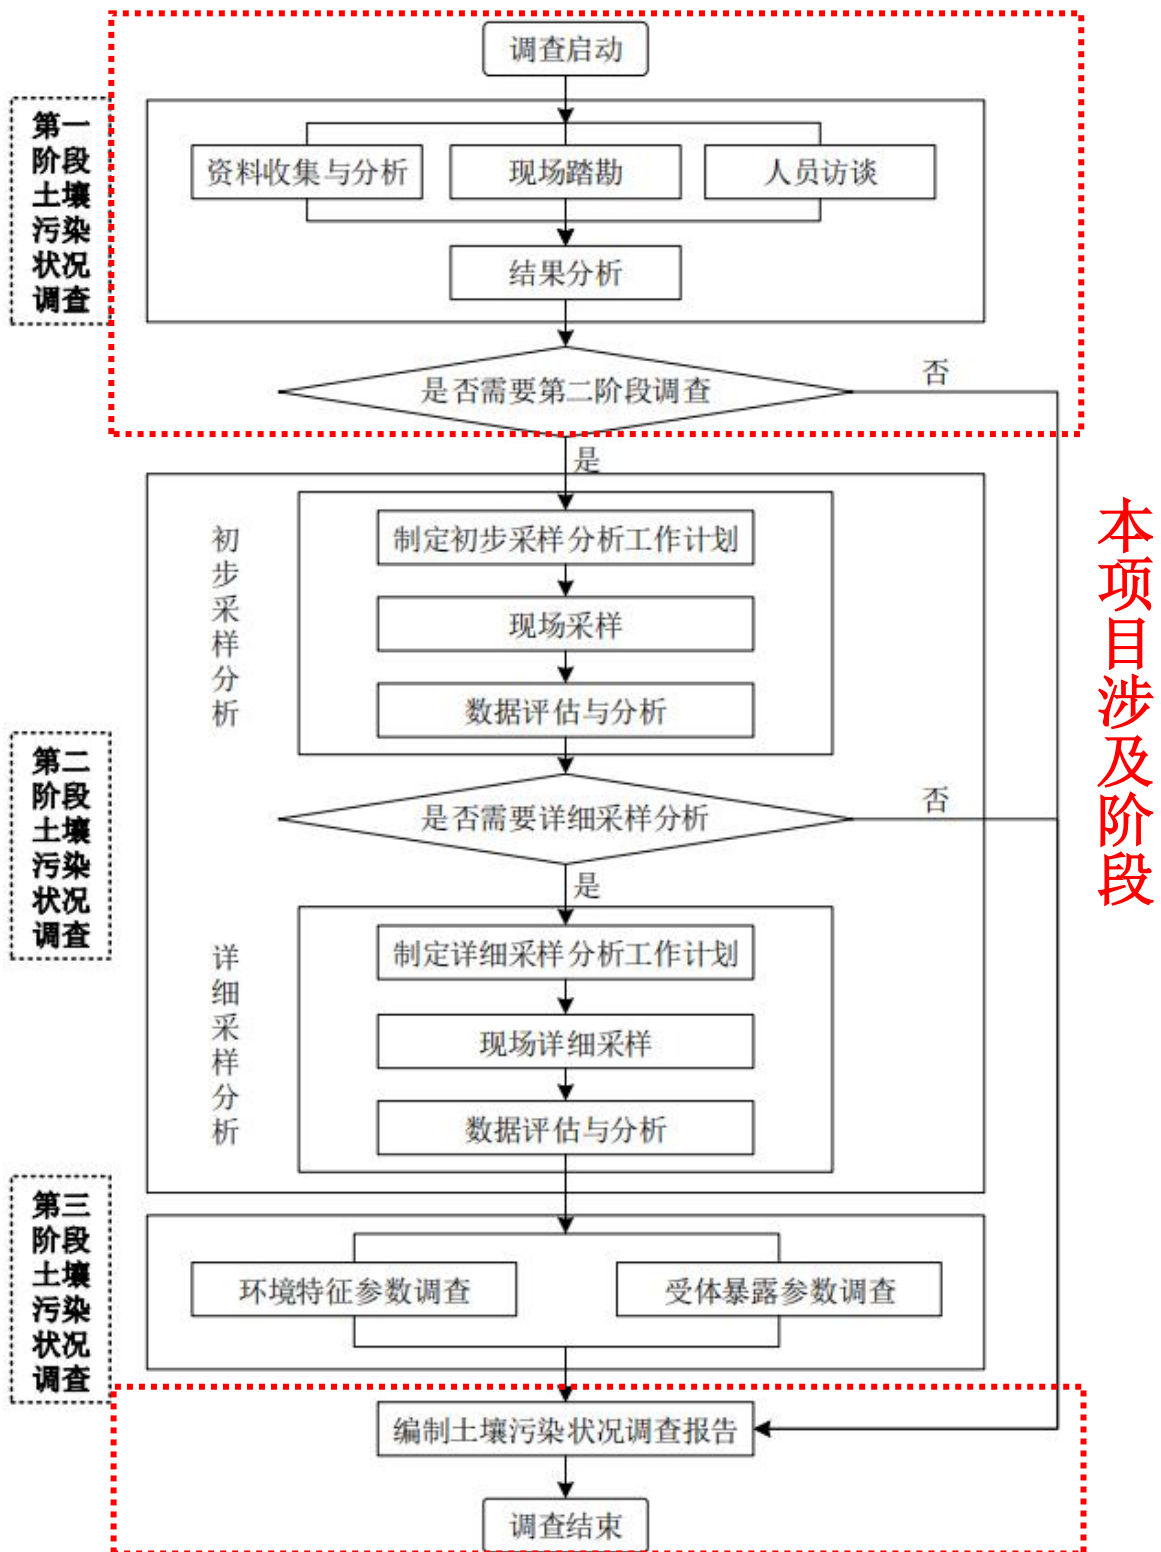 调查启动
第一
阶段
土壤
污染
状况
调查
资料收集与分析
现场踏勘
人员访谈
结果分析
是否需要第二阶段调查
否
是
初步采样分析
制定初步采样分析工作计划
现场采样
数据评估与分析
本项目涉及阶段
第二
阶段
土壤
污染
状况
调查
是否需要详细采样分析
否
是
详细采样分析
制定详细采样分析工作计划
现场详细采样
数据评估与分析
第三
阶段
土壤
污染
状况
调查
环境特征参数调查
受体暴露参数调查
编制土壤污染状况调查报告
调查结束